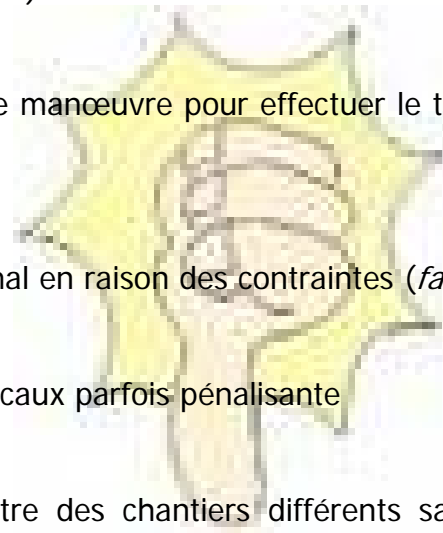 e manœuvre pour effectuer le t
nal en raison des contraintes (fa
caux parfois pénalisante
tre des chantiers différents sa